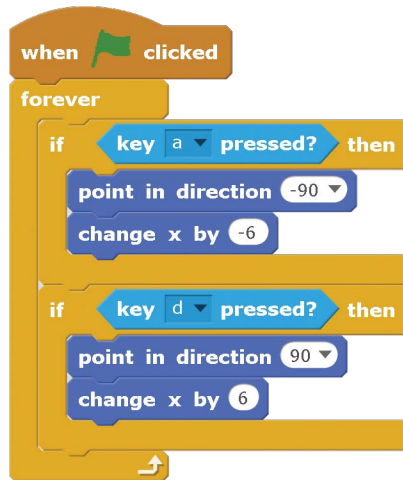 when clicked
forever
if key a pressed? then
point in direction -90
change x by -6
if key d pressed? then
point in direction 90
change x by 6